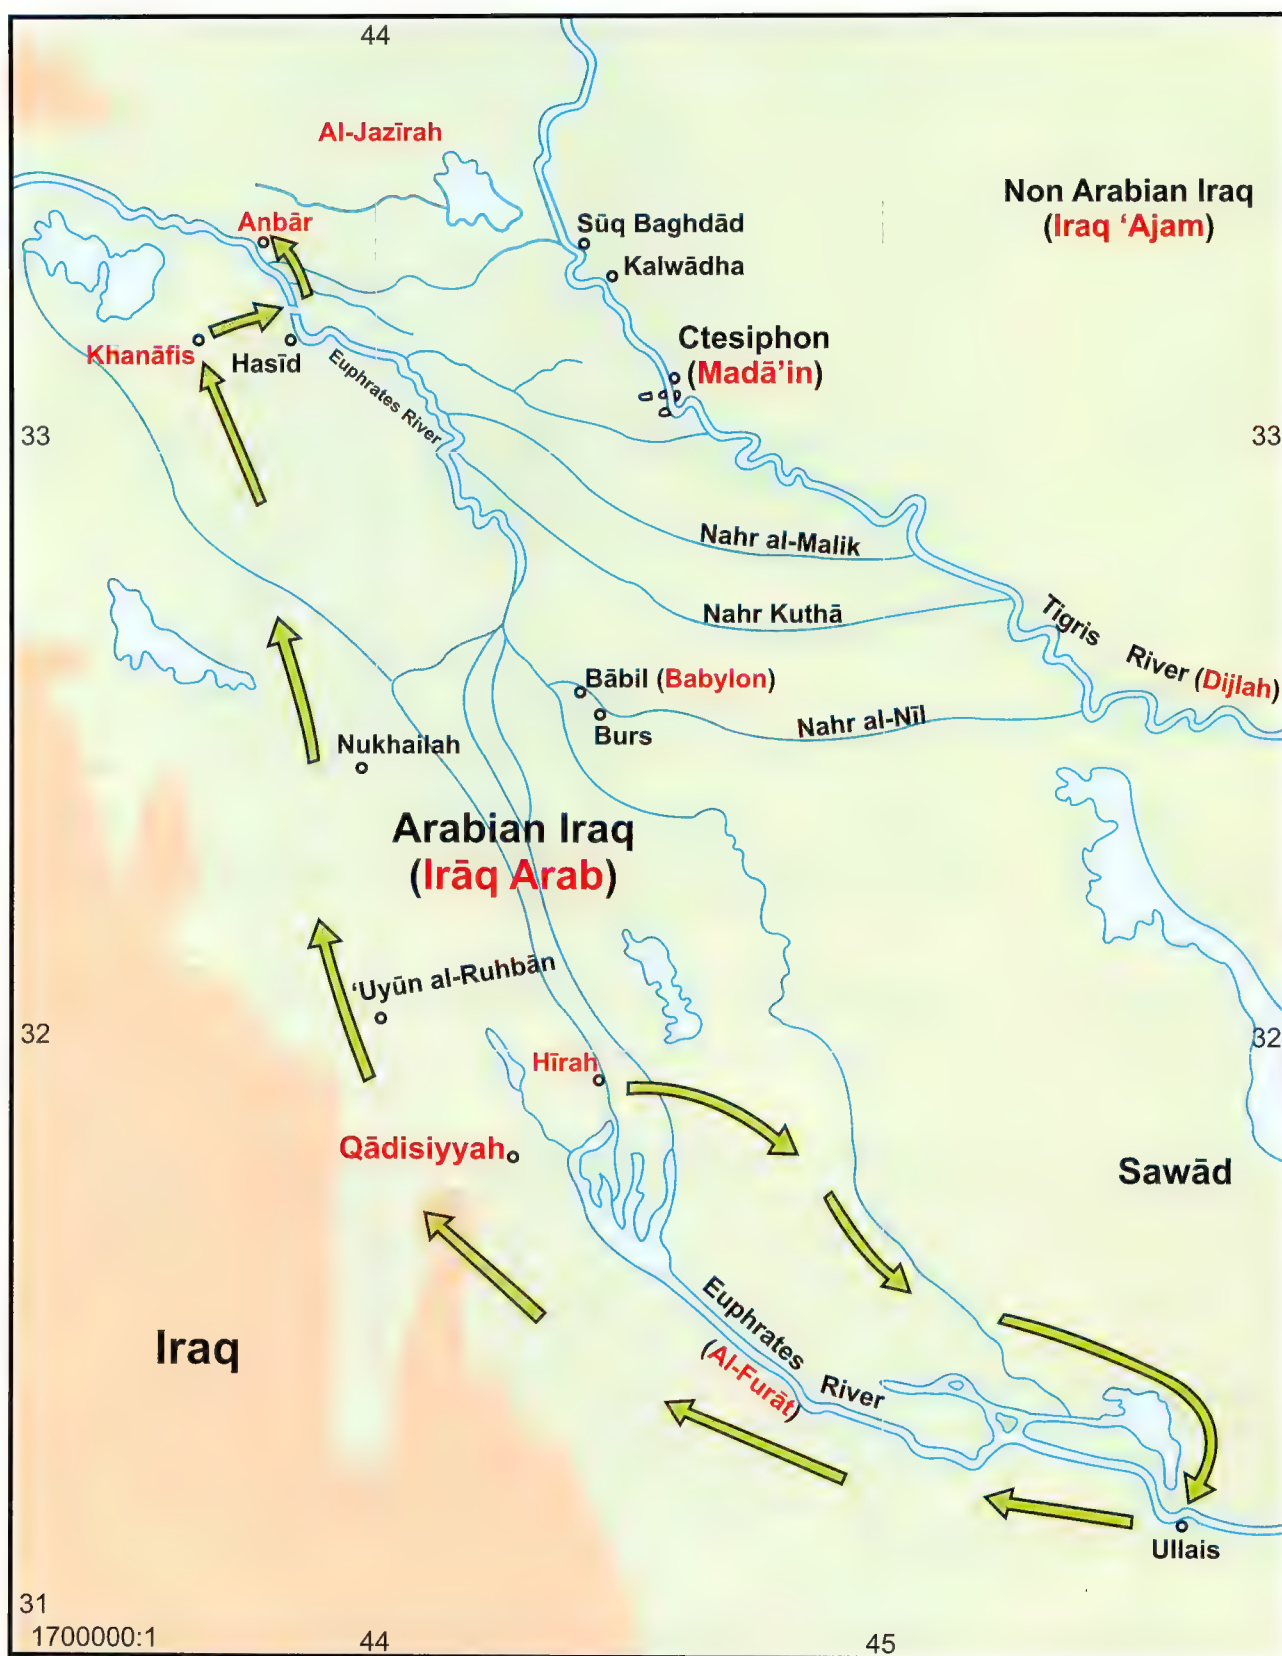 44
Al-Jazīrah
Non Arabian Iraq
(Iraq ‘Ajam)
Anbār
Sūq Baghdād
Kalwādha
Khanāfis
Hasīd
Euphrates River
Ctesiphon
(Madā’in)
33
33
Nahr al-Malik
Nahr Kuthā
Tigris River (Dijlah)
Bābil (Babylon)
Burs
Nahr al-Nīl
Nukhailah
Arabian Iraq
(Irāq Arab)
‘Uyūn al-Ruhbān
32
32
Hīrah
Qādisiyyah
Sawād
Iraq
Euphrates River
(Al-Furāt)
Ullais
31
1700000:1
44
45